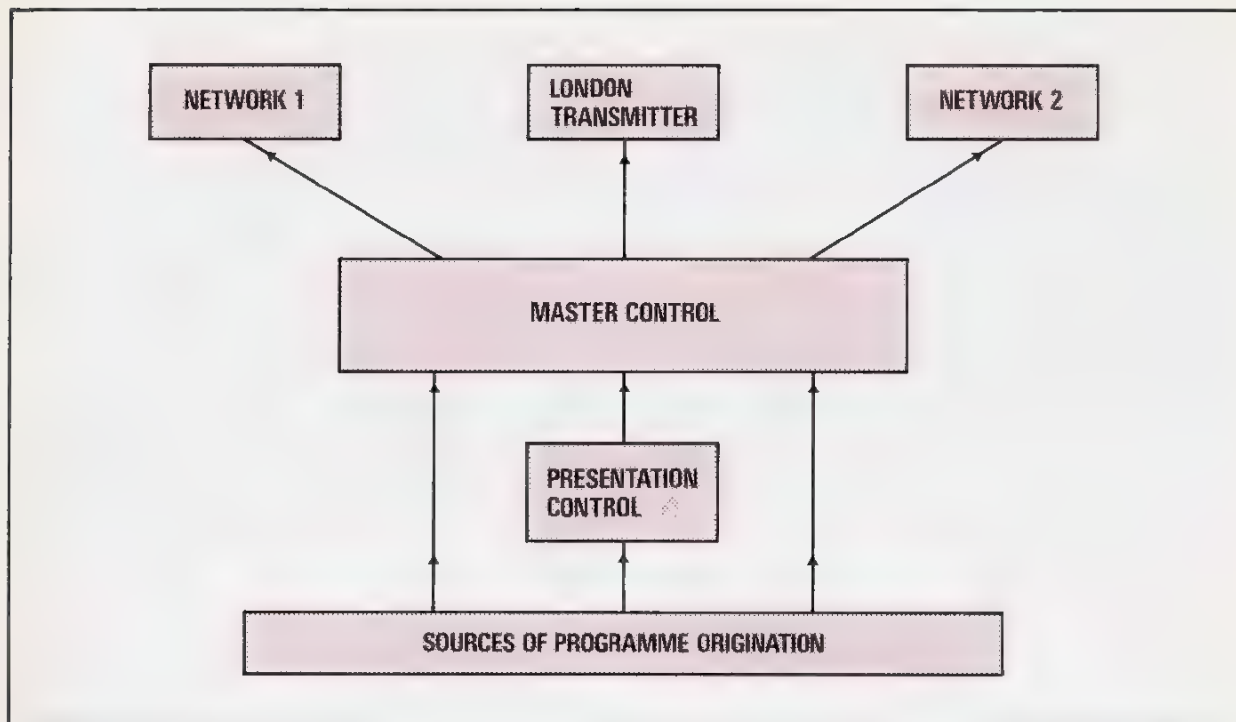 NETWORK 1
LONDON
TRANSMITTER
NETWORK 2
MASTER CONTROL
PRESENTATION
CONTROL
SOURCES OF PROGRAMME ORIGINATION